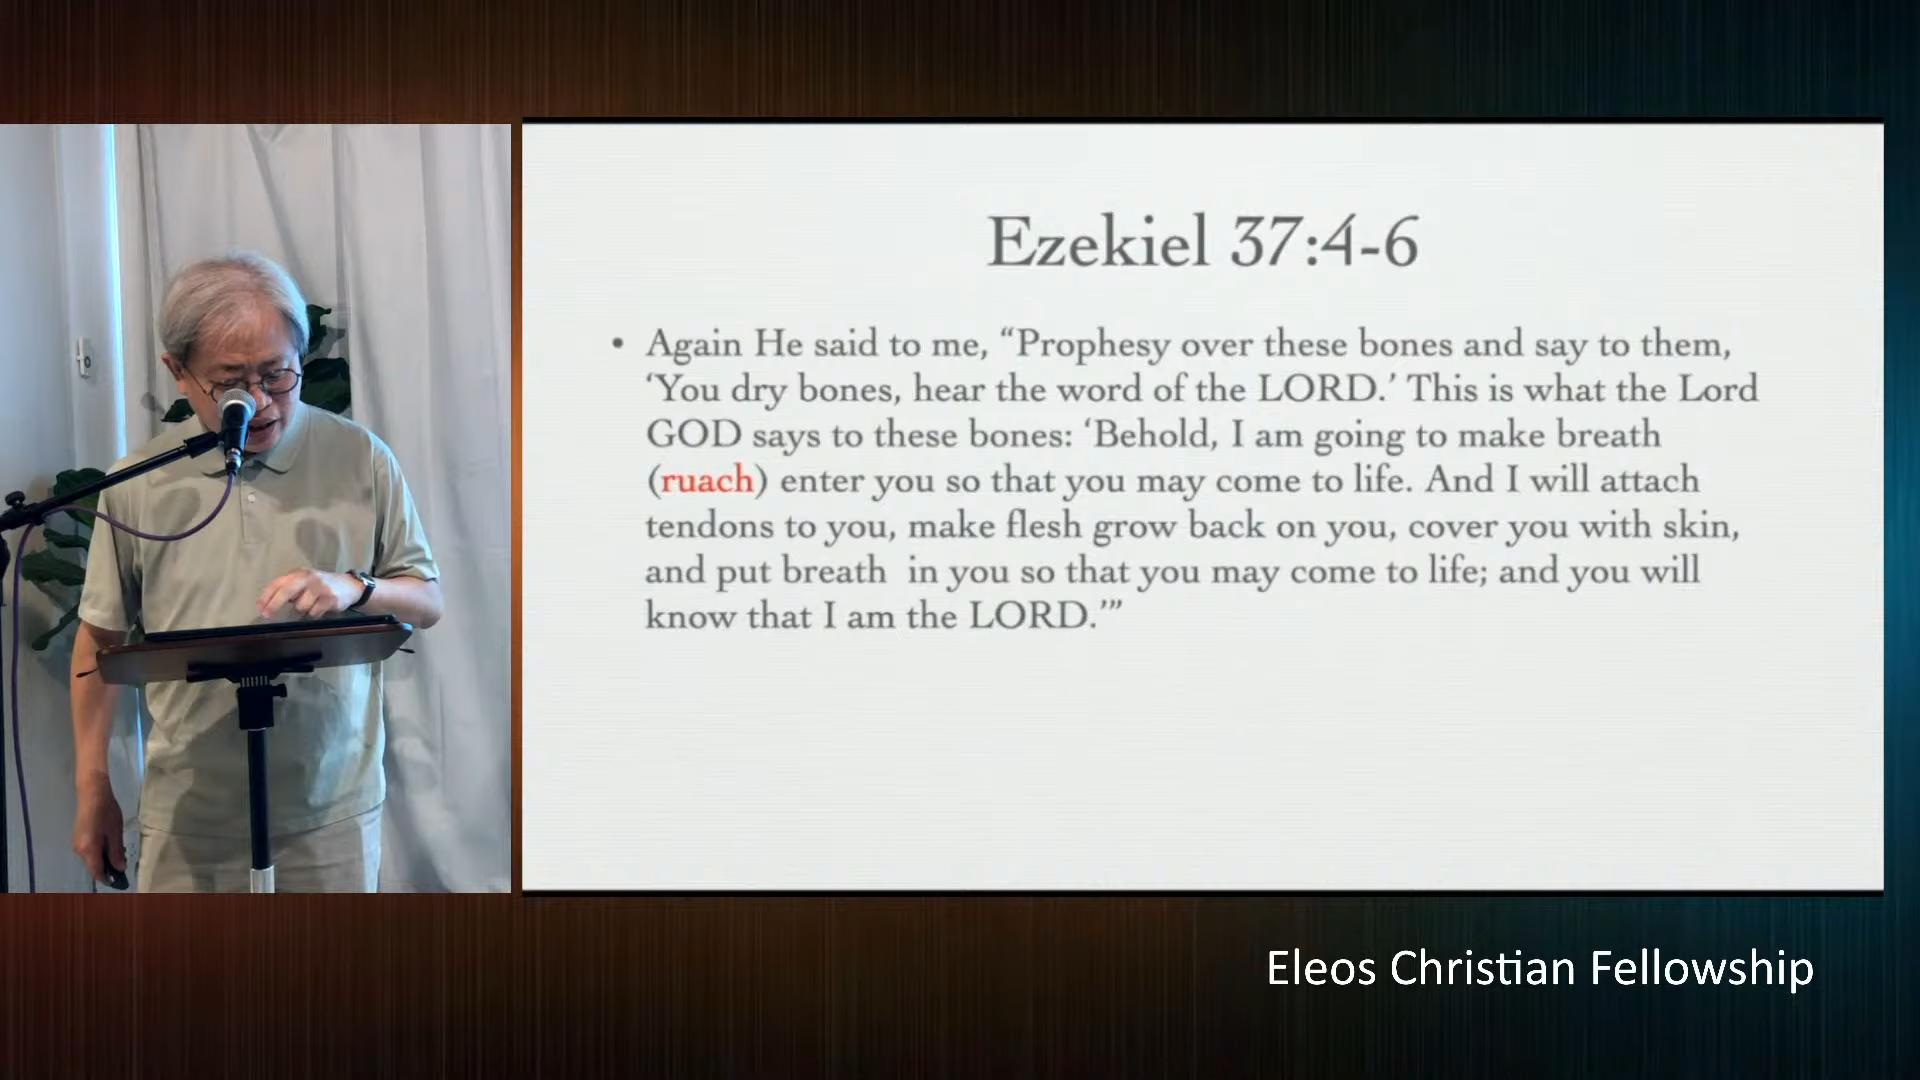 Ezekiel 37:4-6
• Again He said to me, “Prophesy over these bones and say to them,
‘You dry bones, hear the word of the LORD.’ This is what the Lord
GOD says to these bones: ‘Behold, I am going to make breath
(ruach) enter you so that you may come to life. And I will attach
tendons to you, make flesh grow back on you, cover you with skin,
and put breath  in you so that you may come to life; and you will
know that I am the LORD.’”
Eleos Christian Fellowship